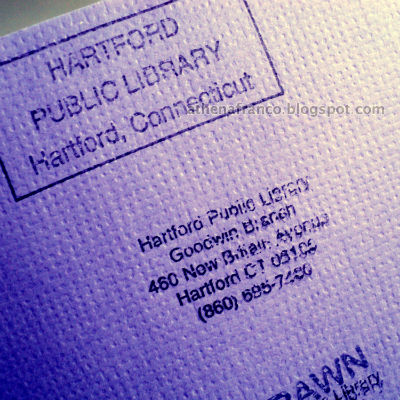 HARTFORD
PUBLIC LIBRARY
Hartford, Connecticut
athenafranco.blogspot.com
Hartford Public Library
Goodwin Branch
460 New Britain Avenue
Hartford CT 06106
(860) 695-7480
Library